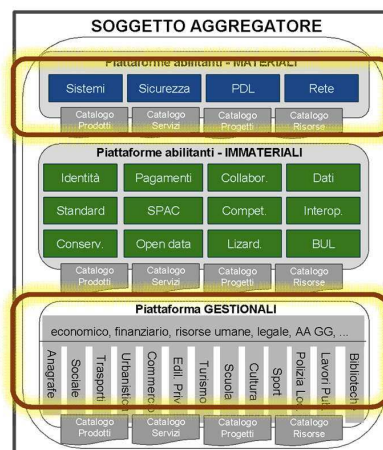 SOGGETTO AGGREGATORE
Piattaforme abilitanti - MATERIALI
Sistemi Sicurezza PDL Rete
Catalogo Prodotti Catalogo Servizi Catalogo Progetti Catalogo Risorse
Piattaforme abilitanti - IMMATERIALI
Identità Pagamenti Collabor. Dati
Standard SPAC Compet. Interop.
Conserv. Open data Lizard. BUL
Catalogo Prodotti Catalogo Servizi Catalogo Progetti Catalogo Risorse
Piattaforma GESTIONALI
economico, finanziario, risorse umane, legale, AA GG, ...
Anagrafe
Sociale
Trasporti
Urbanistica
Commercio
Edil. Priv
Turismo
Scuola
Cultura
Sport
Polizia Loc
Lavori Pub
Biblioteche
Catalogo Prodotti Catalogo Servizi Catalogo Progetti Catalogo Risorse